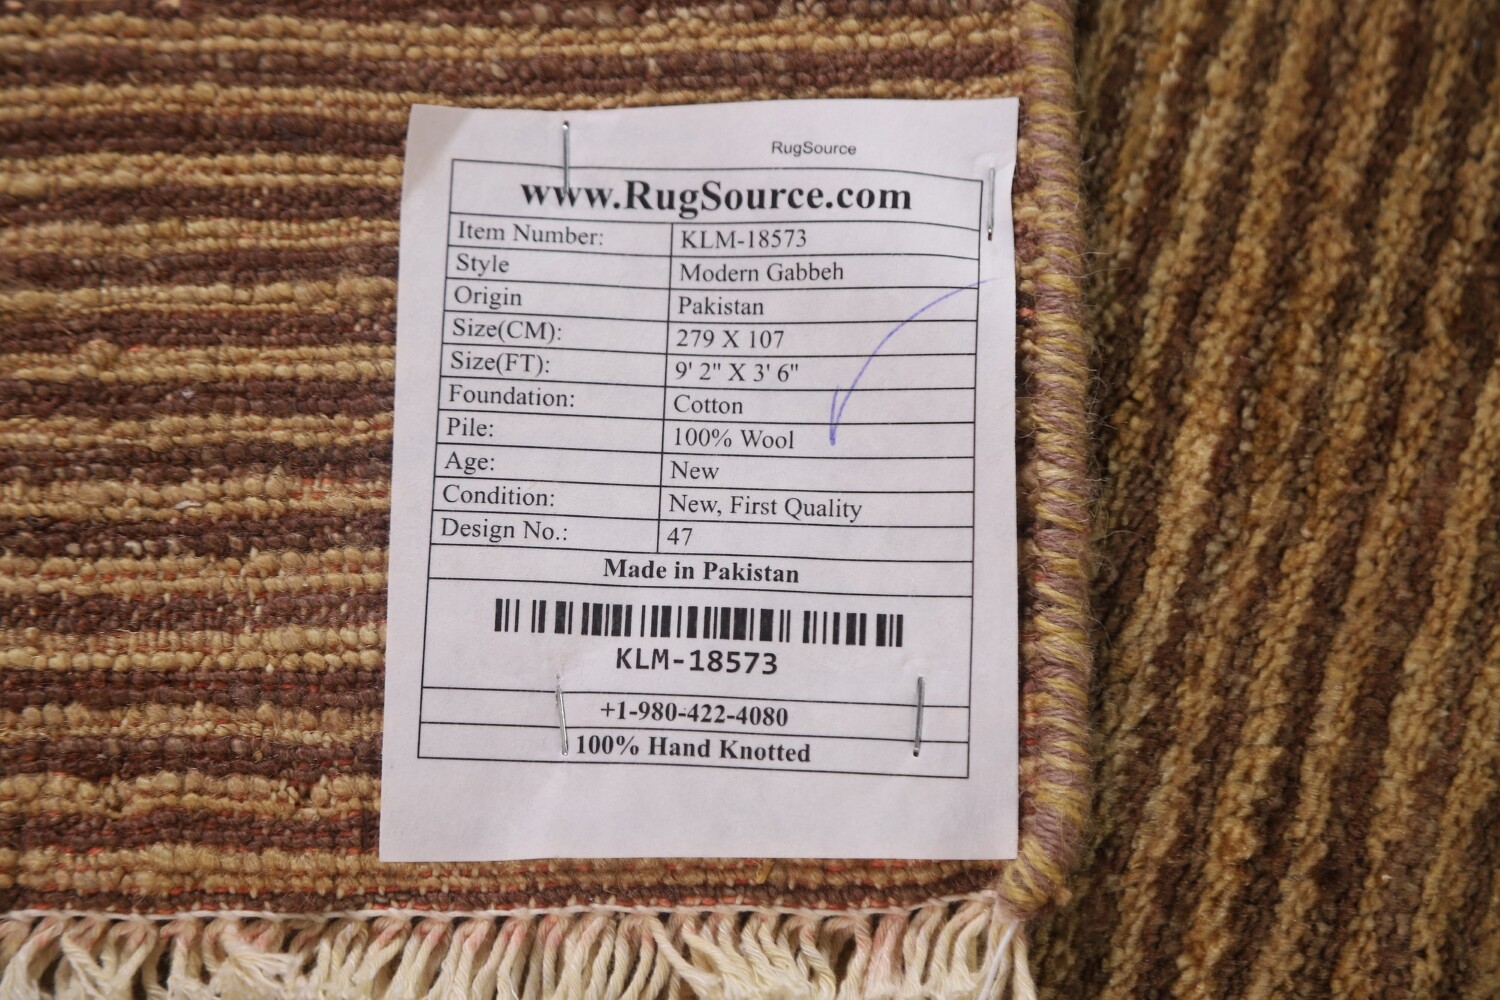 RugSource
www.RugSource.com
Item Number: KLM-18573
Style Modern Gabbeh
Origin Pakistan
Size(CM): 279 X 107
Size(FT): 9' 2" X 3' 6"
Foundation: Cotton
Pile: 100% Wool
Age: New
Condition: New, First Quality
Design No.: 47
Made in Pakistan
KLM-18573
+1-980-422-4080
100% Hand Knotted